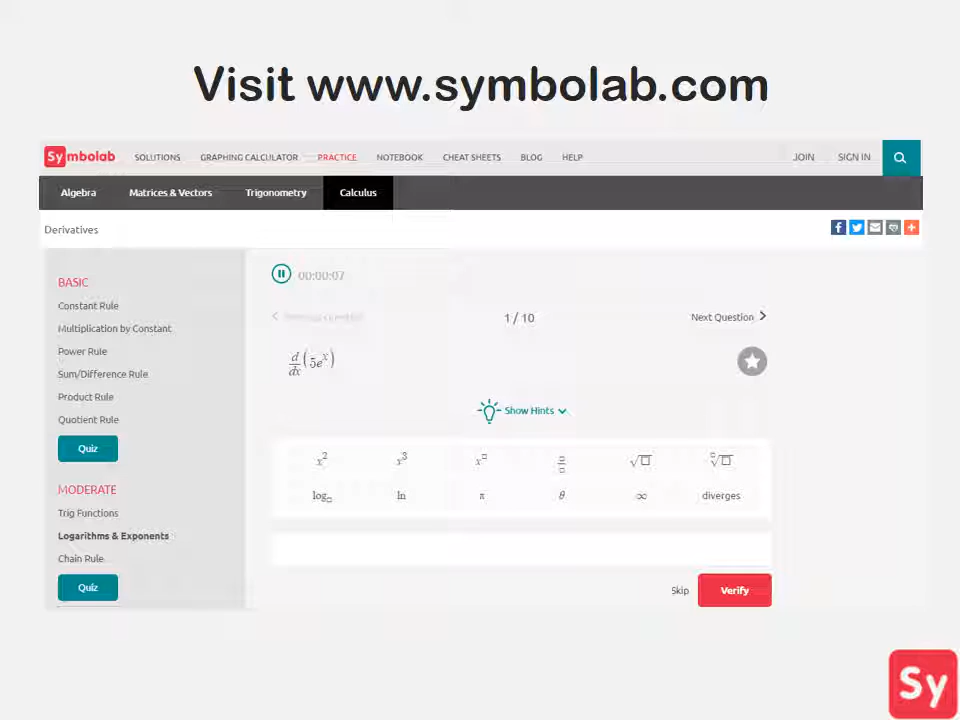 Visit www.symbolab.com
Symbolab SOLUTIONS GRAPHING CALCULATOR PRACTICE NOTEBOOK CHEAT SHEETS BLOG HELP JOIN SIGN IN
Algebra Matrices & Vectors Trigonometry Calculus
Derivatives
00:00:07
1 / 10 Next Question
d/dx(5e^x)
Show Hints
x² x³ x^□ □/□ √□ □√□
log□ ln π θ ∞ diverges
Skip Verify
BASIC
Constant Rule
Multiplication by Constant
Power Rule
Sum/Difference Rule
Product Rule
Quotient Rule
Quiz
MODERATE
Trig Functions
Logarithms & Exponents
Chain Rule
Quiz
Sy